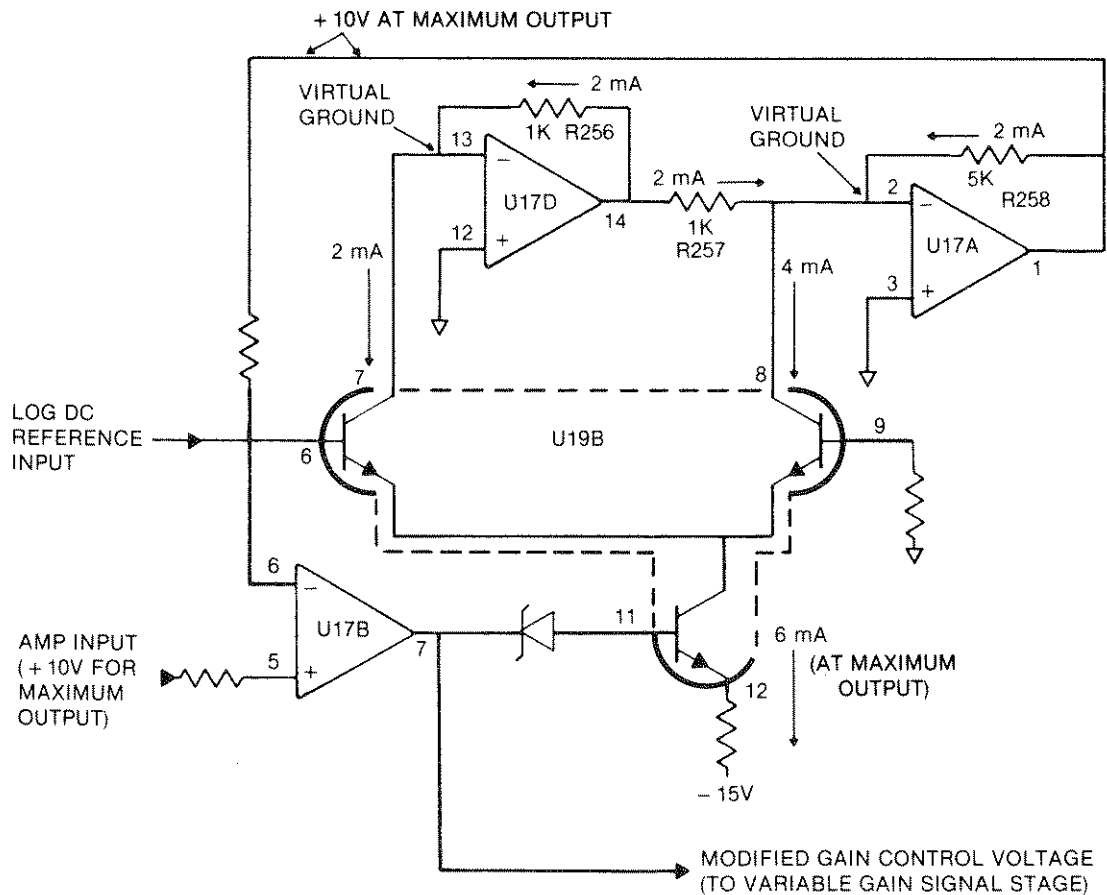 + 10V AT MAXIMUM OUTPUT
VIRTUAL
GROUND
2 mA
1K R256
13
−
U17D
12
+
14
2 mA
1K
R257
VIRTUAL
GROUND
2 mA
5K
R258
2
−
U17A
3
+
1
2 mA
4 mA
7
8
LOG DC
REFERENCE
INPUT
6
U19B
9
6
−
U17B
7
AMP INPUT
(+ 10V FOR
MAXIMUM
OUTPUT)
5
+
11
12
6 mA
(AT MAXIMUM
OUTPUT)
− 15V
MODIFIED GAIN CONTROL VOLTAGE
(TO VARIABLE GAIN SIGNAL STAGE)